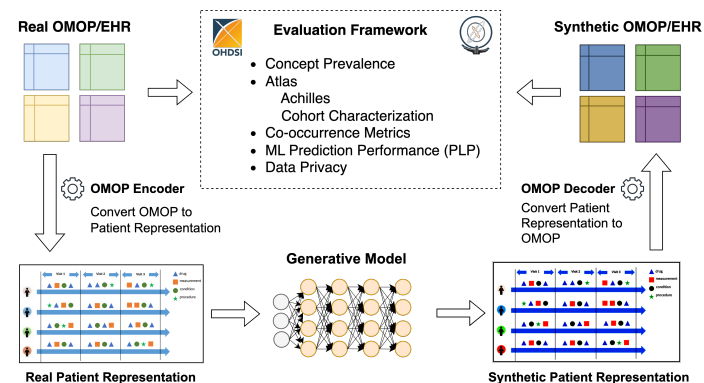 Real OMOP/EHR
OHDSI
Evaluation Framework
Synthetic OMOP/EHR
• Concept Prevalence
• Atlas
Achilles
Cohort Characterization
• Co-occurrence Metrics
• ML Prediction Performance (PLP)
• Data Privacy
OMOP Encoder
Convert OMOP to
Patient Representation
OMOP Decoder
Convert Patient
Representation to
OMOP
Generative Model
Visit 1
Visit 2
Visit 3
drug
measurement
condition
procedure
Visit 1
Visit 2
Visit 3
drug
measurement
condition
procedure
Real Patient Representation
Synthetic Patient Representation